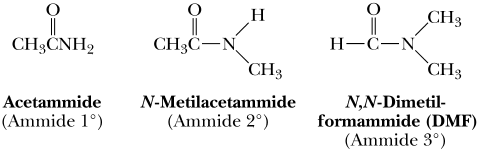 O
CH₃CNH₂
Acetammide
(Ammide 1°)
O
H
CH₃C—N
CH₃
N-Metilacetammide
(Ammide 2°)
O
CH₃
H—C—N
CH₃
N,N-Dimetil-
formammide (DMF)
(Ammide 3°)